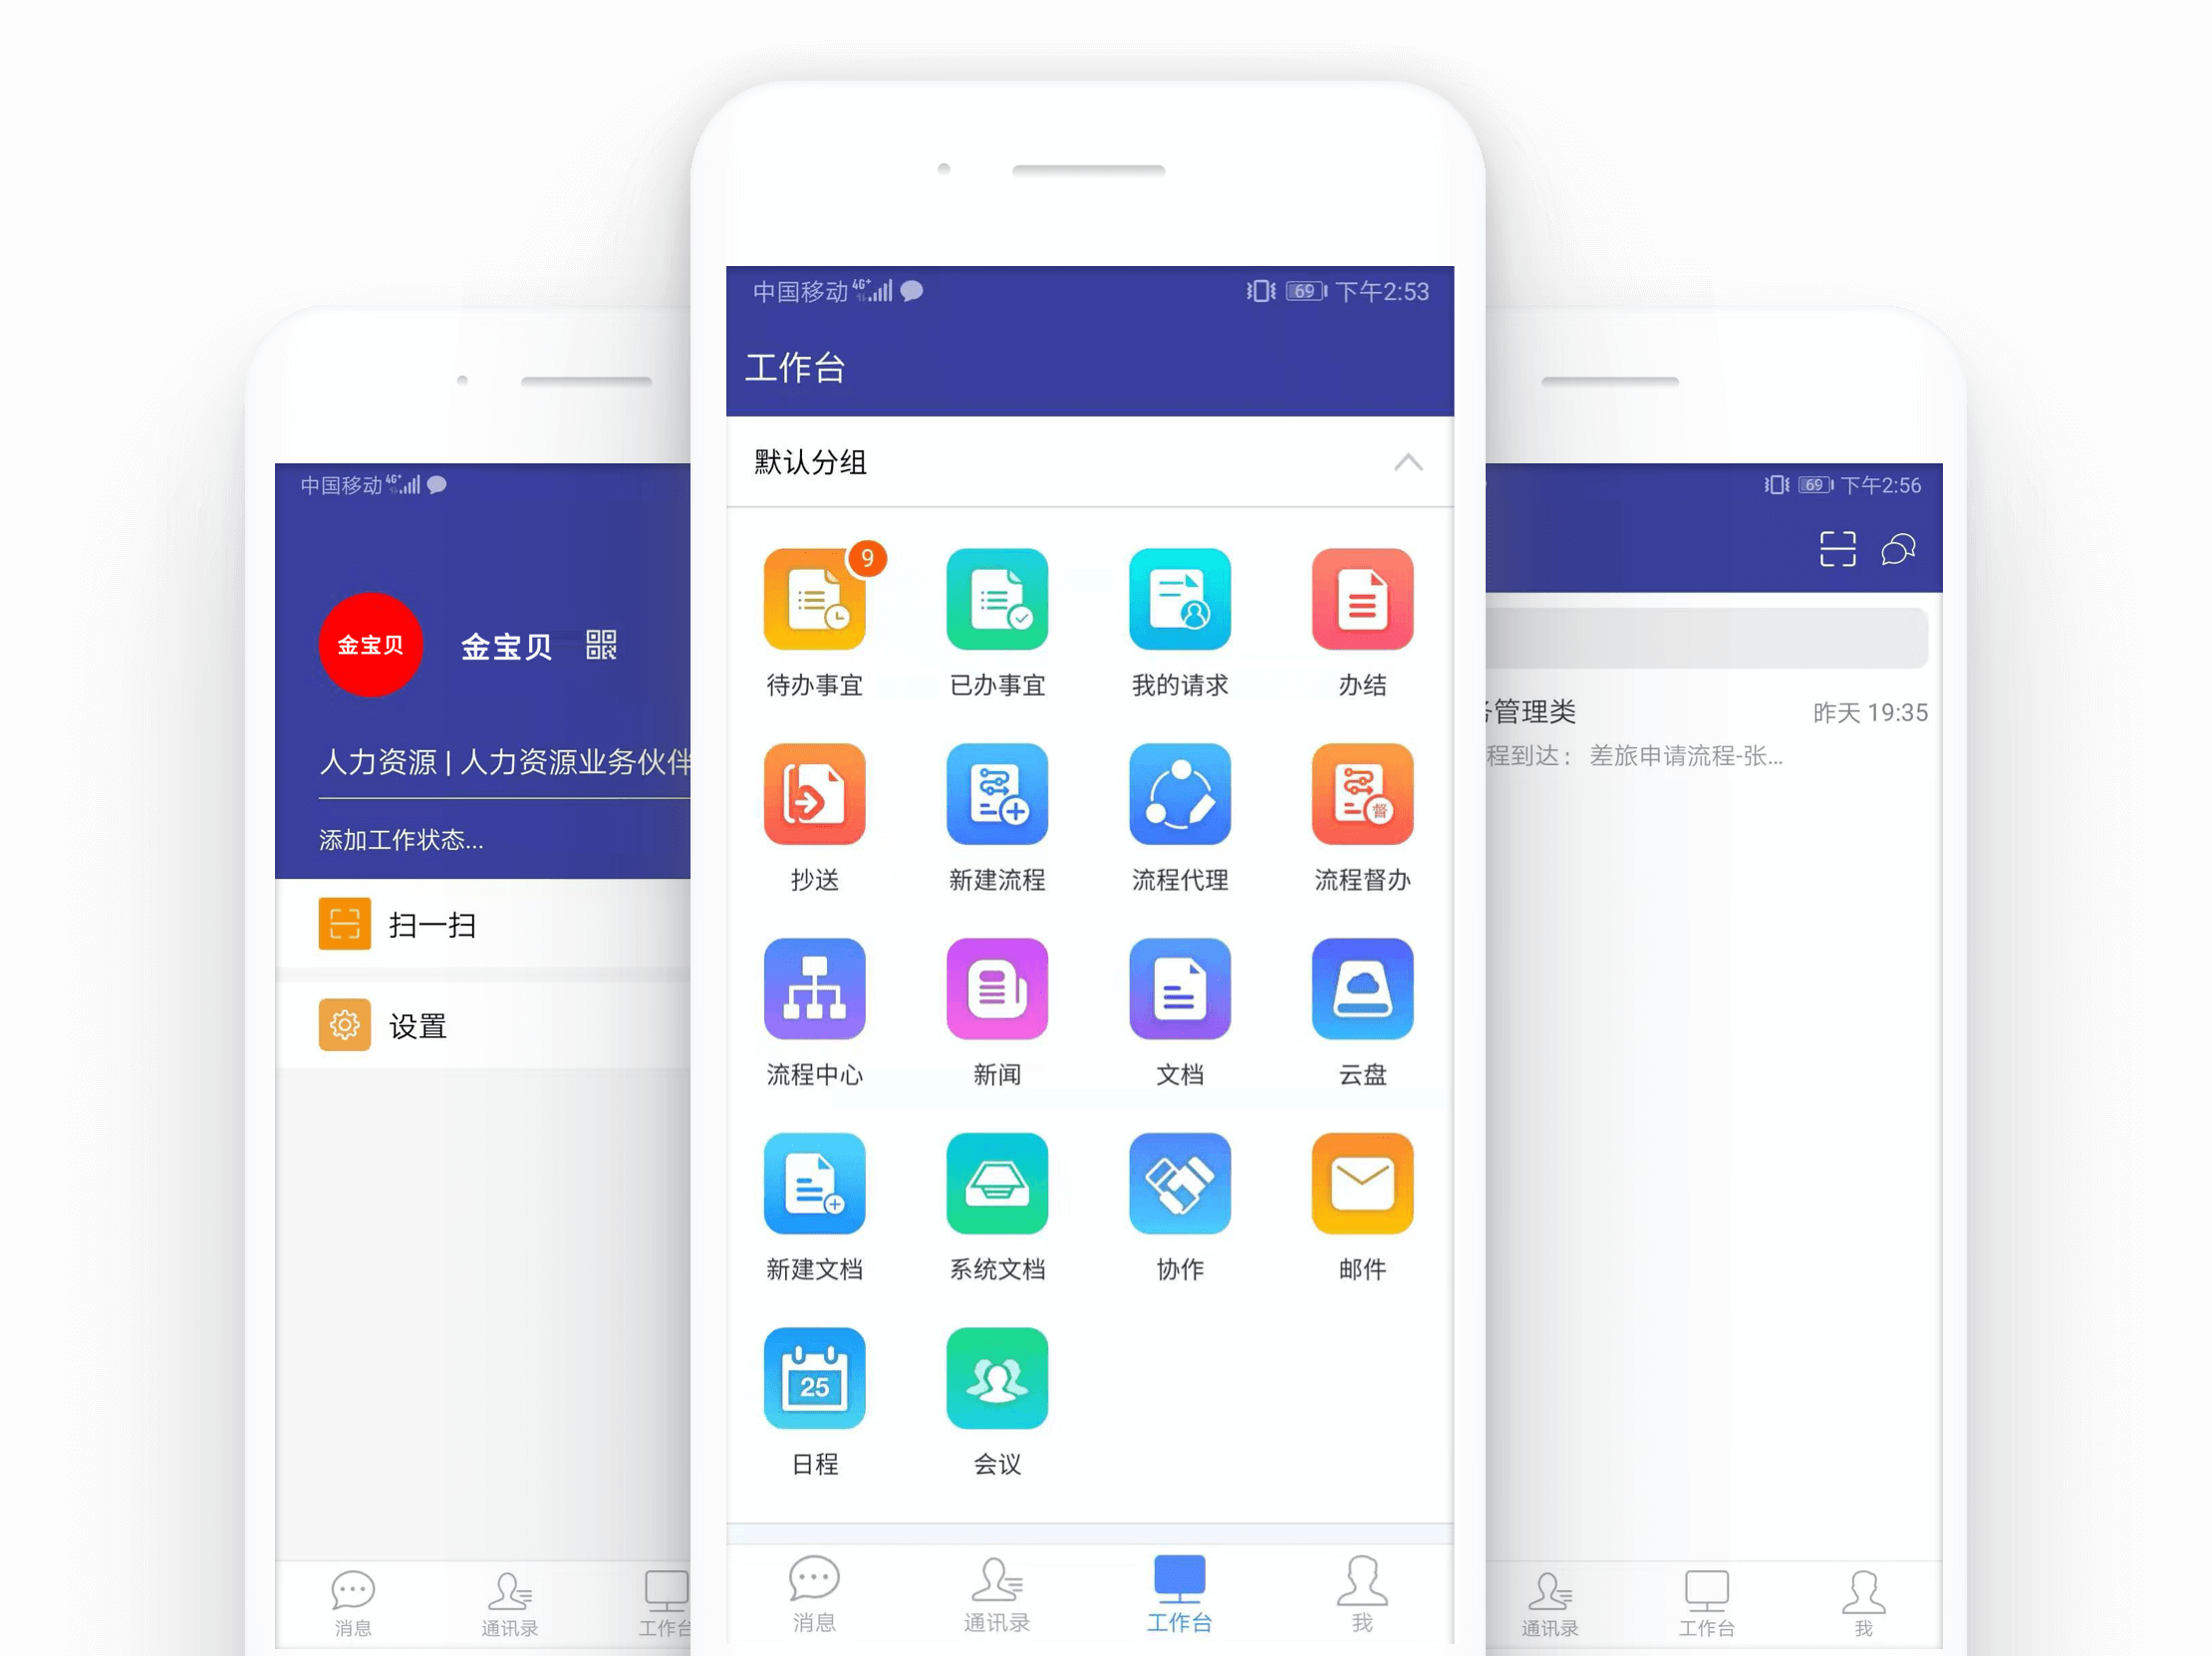 中国移动 4G+
金宝贝
金宝贝
人力资源 | 人力资源业务伙伴
添加工作状态...
扫一扫
设置
消息 通讯录 工作台
中国移动 4G+ 69 下午2:53
工作台
默认分组
9
待办事宜 已办事宜 我的请求 办结
督
抄送 新建流程 流程代理 流程督办
流程中心 新闻 文档 云盘
新建文档 系统文档 协作 邮件
25
日程 会议
消息 通讯录 工作台 我
69 下午2:56
管理类 昨天 19:35
程到达： 差旅申请流程-张...
通讯录 工作台 我